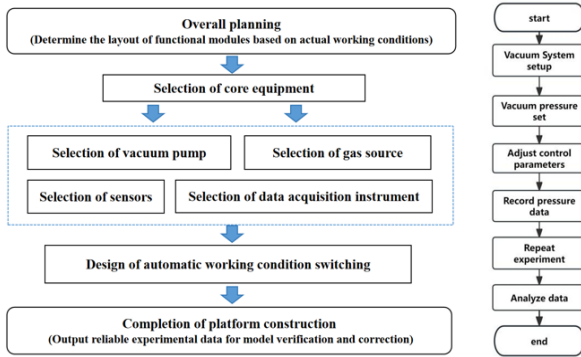 Overall planning
(Determine the layout of functional modules based on actual working conditions)
Selection of core equipment
Selection of vacuum pump
Selection of gas source
Selection of sensors
Selection of data acquisition instrument
Design of automatic working condition switching
Completion of platform construction
(Output reliable experimental data for model verification and correction)
start
Vacuum System
setup
Vacuum pressure
set
Adjust control
parameters
Record pressure
data
Repeat
experiment
Analyze data
end